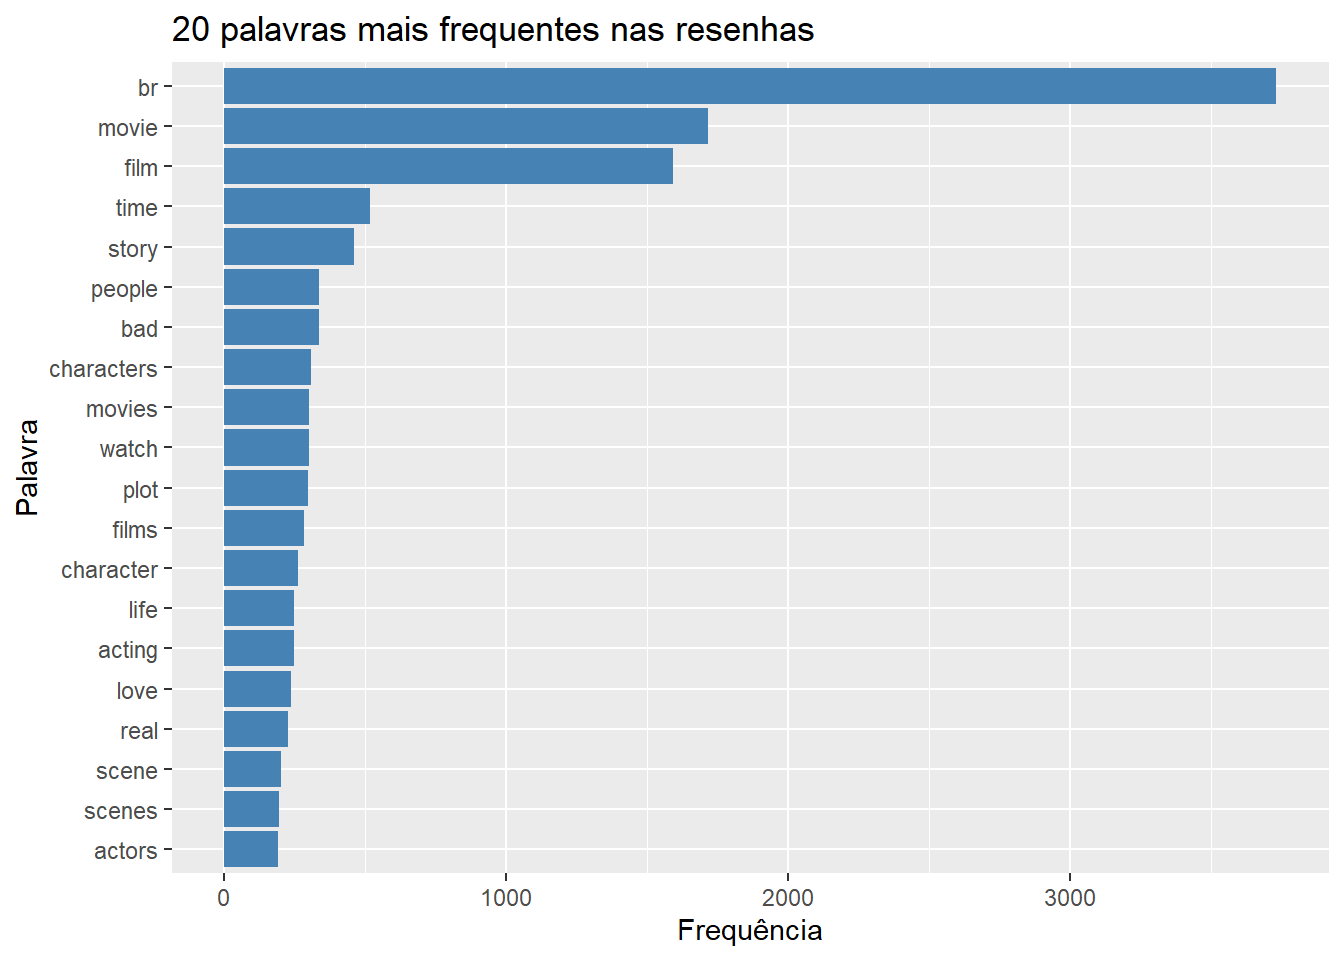 20 palavras mais frequentes nas resenhas
br
movie
film
time
story
people
bad
characters
movies
watch
plot
films
character
life
acting
love
real
scene
scenes
actors
Palavra
0 1000 2000 3000
Frequência